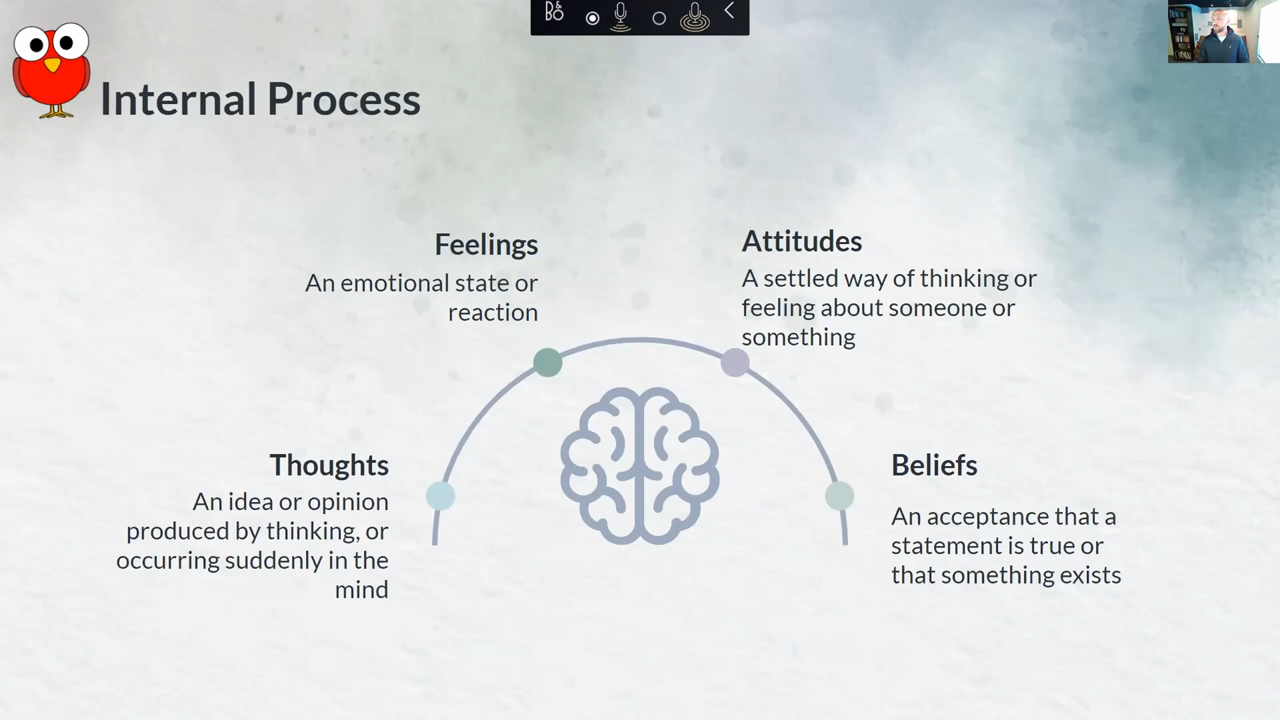 B&O
Internal Process
Feelings
An emotional state or
reaction
Attitudes
A settled way of thinking or
feeling about someone or
something
Thoughts
An idea or opinion
produced by thinking, or
occurring suddenly in the
mind
Beliefs
An acceptance that a
statement is true or
that something exists